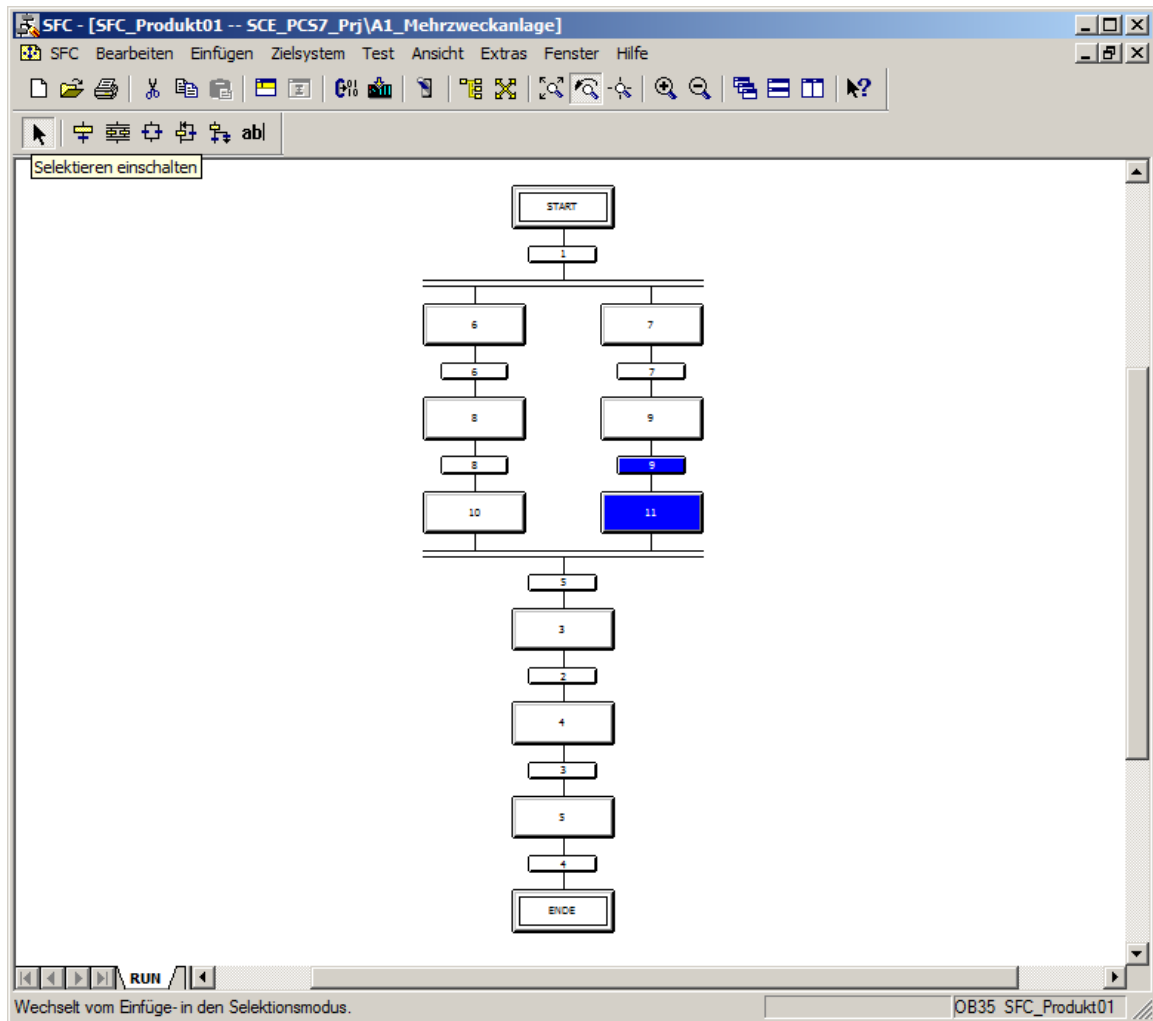 SFC - [SFC_Produkt01 -- SCE_PCS7_Prj\A1_Mehrzweckanlage]
SFC Bearbeiten Einfügen Zielsystem Test Ansicht Extras Fenster Hilfe
ab|
Selektieren einschalten
START
1
6 7
6 7
8 9
8 9
10 11
5
3
2
4
3
5
4
ENDE
RUN
Wechselt vom Einfüge- in den Selektionsmodus. OB35 SFC_Produkt01